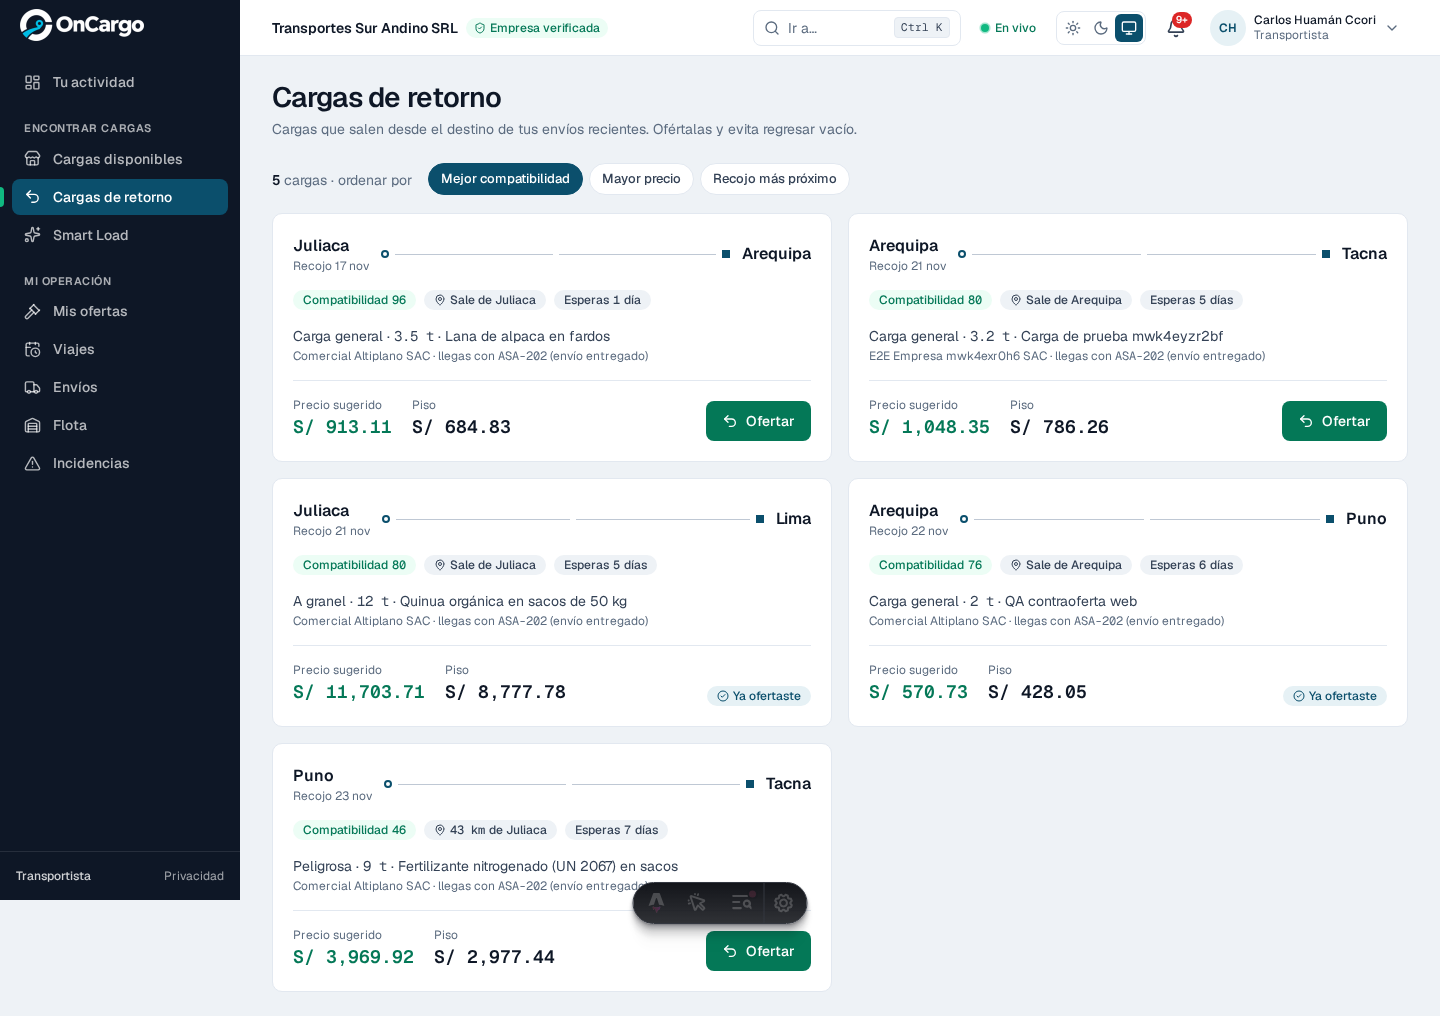 OnCargo
Transportes Sur Andino SRL
Empresa verificada
Ir a...
Ctrl K
En vivo
9+
CH
Carlos Huamán Ccori
Transportista
Tu actividad
ENCONTRAR CARGAS
Cargas disponibles
Cargas de retorno
Smart Load
MI OPERACIÓN
Mis ofertas
Viajes
Envíos
Flota
Incidencias
Transportista
Privacidad
Cargas de retorno
Cargas que salen desde el destino de tus envíos recientes. Ofértalas y evita regresar vacío.
5 cargas · ordenar por
Mejor compatibilidad
Mayor precio
Recojo más próximo
Juliaca
Recojo 17 nov
Arequipa
Compatibilidad 96
Sale de Juliaca
Esperas 1 día
Carga general · 3.5 t · Lana de alpaca en fardos
Comercial Altiplano SAC · llegas con ASA-202 (envío entregado)
Precio sugerido
S/ 913.11
Piso
S/ 684.83
Ofertar
Arequipa
Recojo 21 nov
Tacna
Compatibilidad 80
Sale de Arequipa
Esperas 5 días
Carga general · 3.2 t · Carga de prueba mwk4eyzr2bf
E2E Empresa mwk4exr0h6 SAC · llegas con ASA-202 (envío entregado)
Precio sugerido
S/ 1,048.35
Piso
S/ 786.26
Ofertar
Juliaca
Recojo 21 nov
Lima
Compatibilidad 80
Sale de Juliaca
Esperas 5 días
A granel · 12 t · Quinua orgánica en sacos de 50 kg
Comercial Altiplano SAC · llegas con ASA-202 (envío entregado)
Precio sugerido
S/ 11,703.71
Piso
S/ 8,777.78
Ya ofertaste
Arequipa
Recojo 22 nov
Puno
Compatibilidad 76
Sale de Arequipa
Esperas 6 días
Carga general · 2 t · QA contraoferta web
Comercial Altiplano SAC · llegas con ASA-202 (envío entregado)
Precio sugerido
S/ 570.73
Piso
S/ 428.05
Ya ofertaste
Puno
Recojo 23 nov
Tacna
Compatibilidad 46
43 km de Juliaca
Esperas 7 días
Peligrosa · 9 t · Fertilizante nitrogenado (UN 2067) en sacos
Comercial Altiplano SAC · llegas con ASA-202 (envío entregado)
Precio sugerido
S/ 3,969.92
Piso
S/ 2,977.44
Ofertar